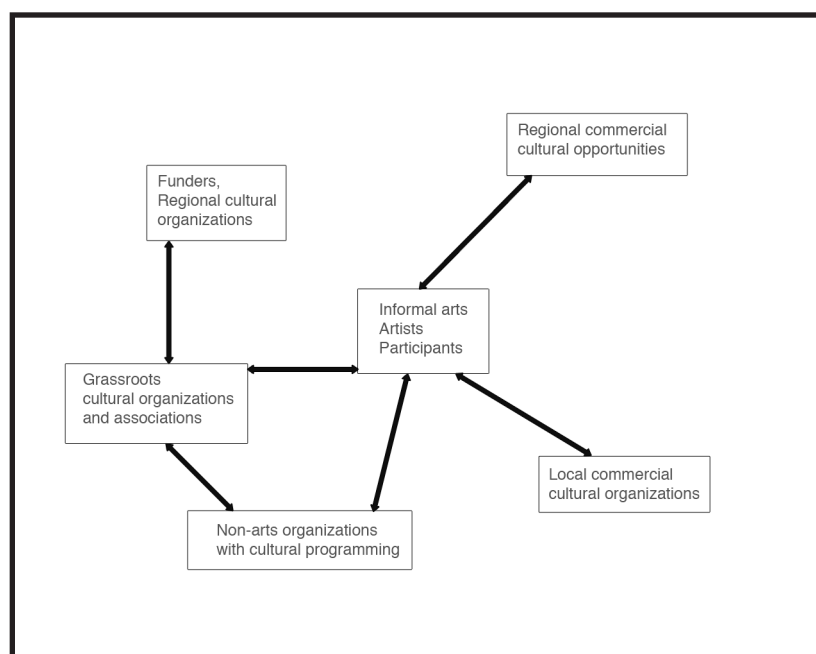 Regional commercial
cultural opportunities
Funders,
Regional cultural
organizations
Informal arts
Artists
Participants
Grassroots
cultural organizations
and associations
Local commercial
cultural organizations
Non-arts organizations
with cultural programming